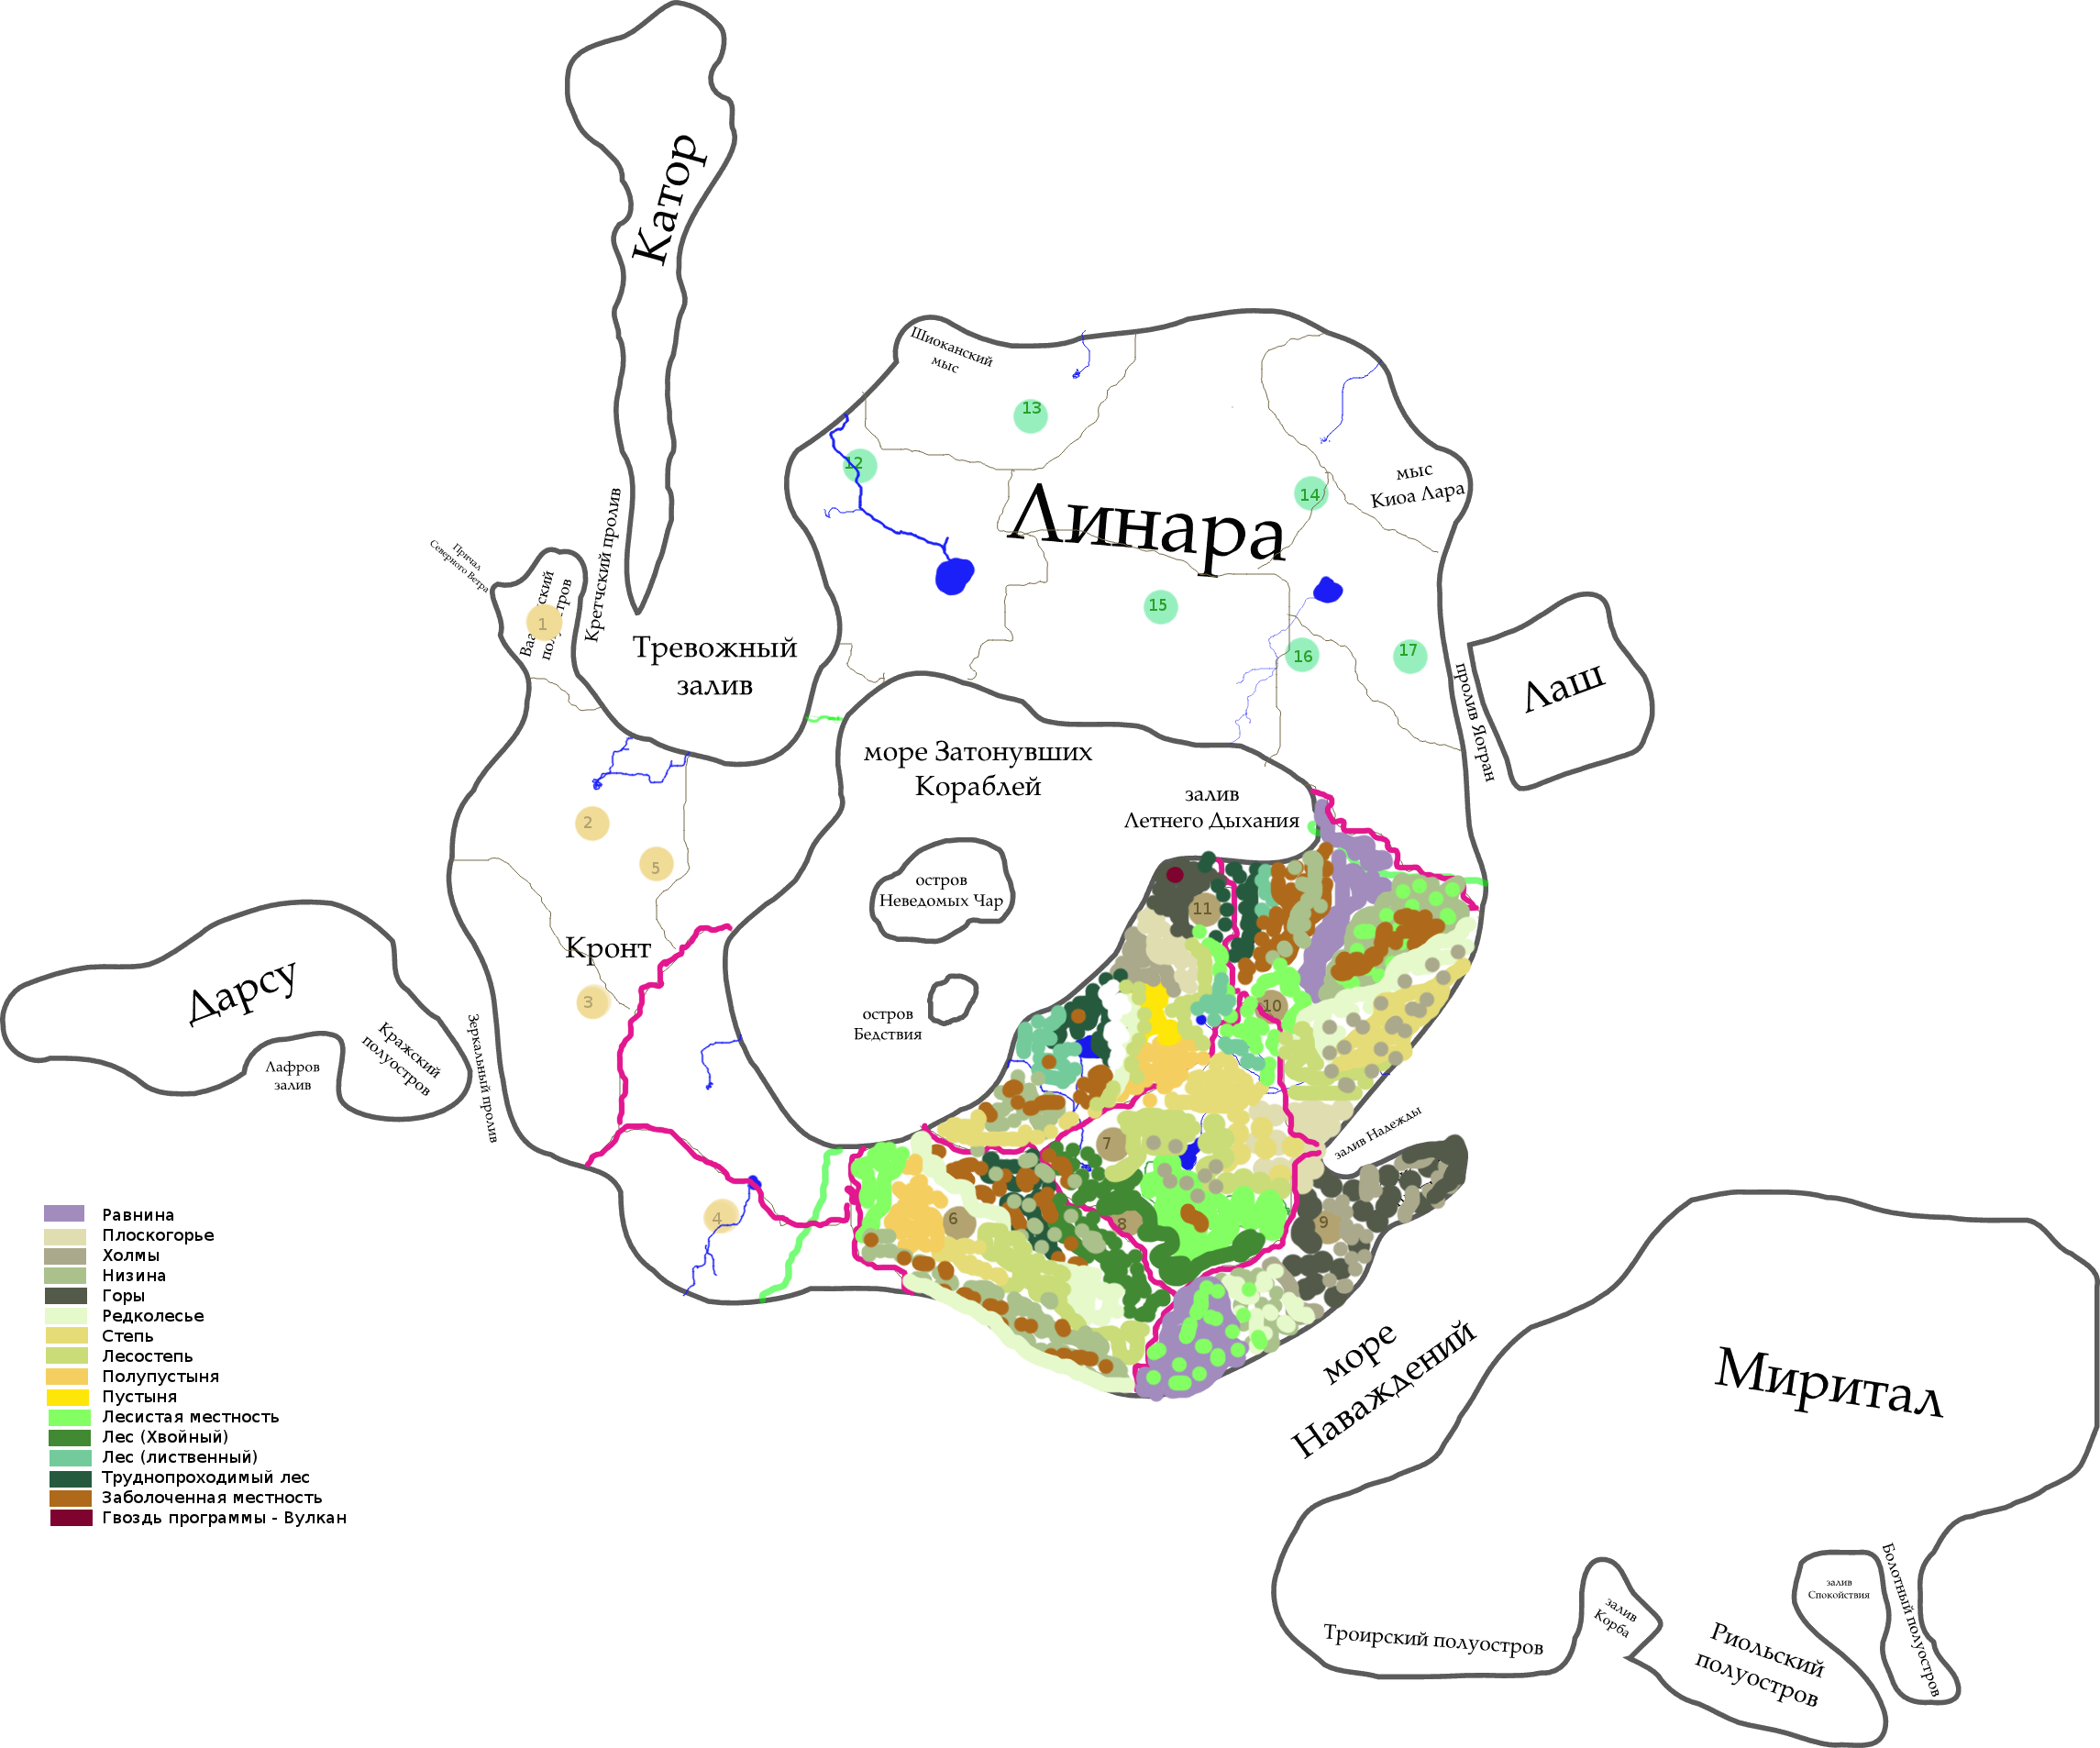 Катор
Шиоканский
мыс
13
12
Линара
14
мыс
Киоа Лара
Причал
Северного Ветра
Кретчский пролив
1
Тревожный
залив
15
16
17
пролив Яогран
Лаш
море Затонувших
Кораблей
залив
Летнего Дыхания
2
5
остров
Неведомых Чар
11
Кронт
3
10
остров
Бедствия
Дарсу
Кражский
полуостров
Лафров
залив
Зеркальный пролив
залив Надежды
7
4
6
8
9
Равнина
Плоскогорье
Холмы
Низина
Горы
Редколесье
Степь
Лесостепь
Полупустыня
Пустыня
Лесистая местность
Лес (Хвойный)
Лес (лиственный)
Труднопроходимый лес
Заболоченная местность
Гвоздь программы - Вулкан
море
Наваждений
Миритал
Троирский полуостров
залив
Корба
Риольский
полуостров
залив
Спокойствия
Болотный полуостров